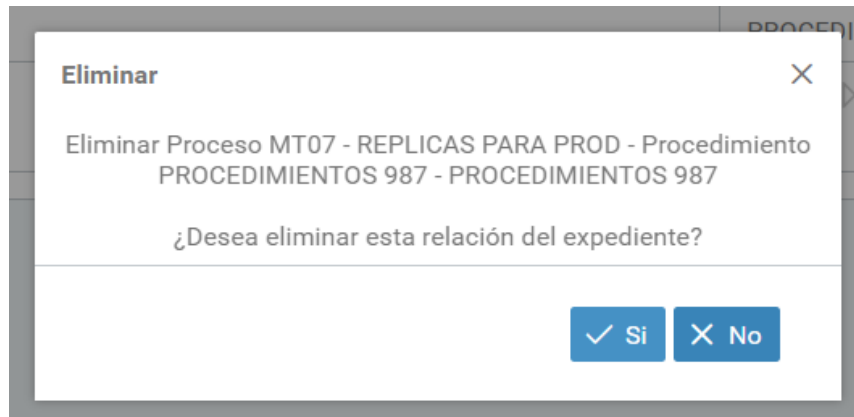 Eliminar
Eliminar Proceso MT07 - REPLICAS PARA PROD - Procedimiento
PROCEDIMIENTOS 987 - PROCEDIMIENTOS 987
¿Desea eliminar esta relación del expediente?
Si
No